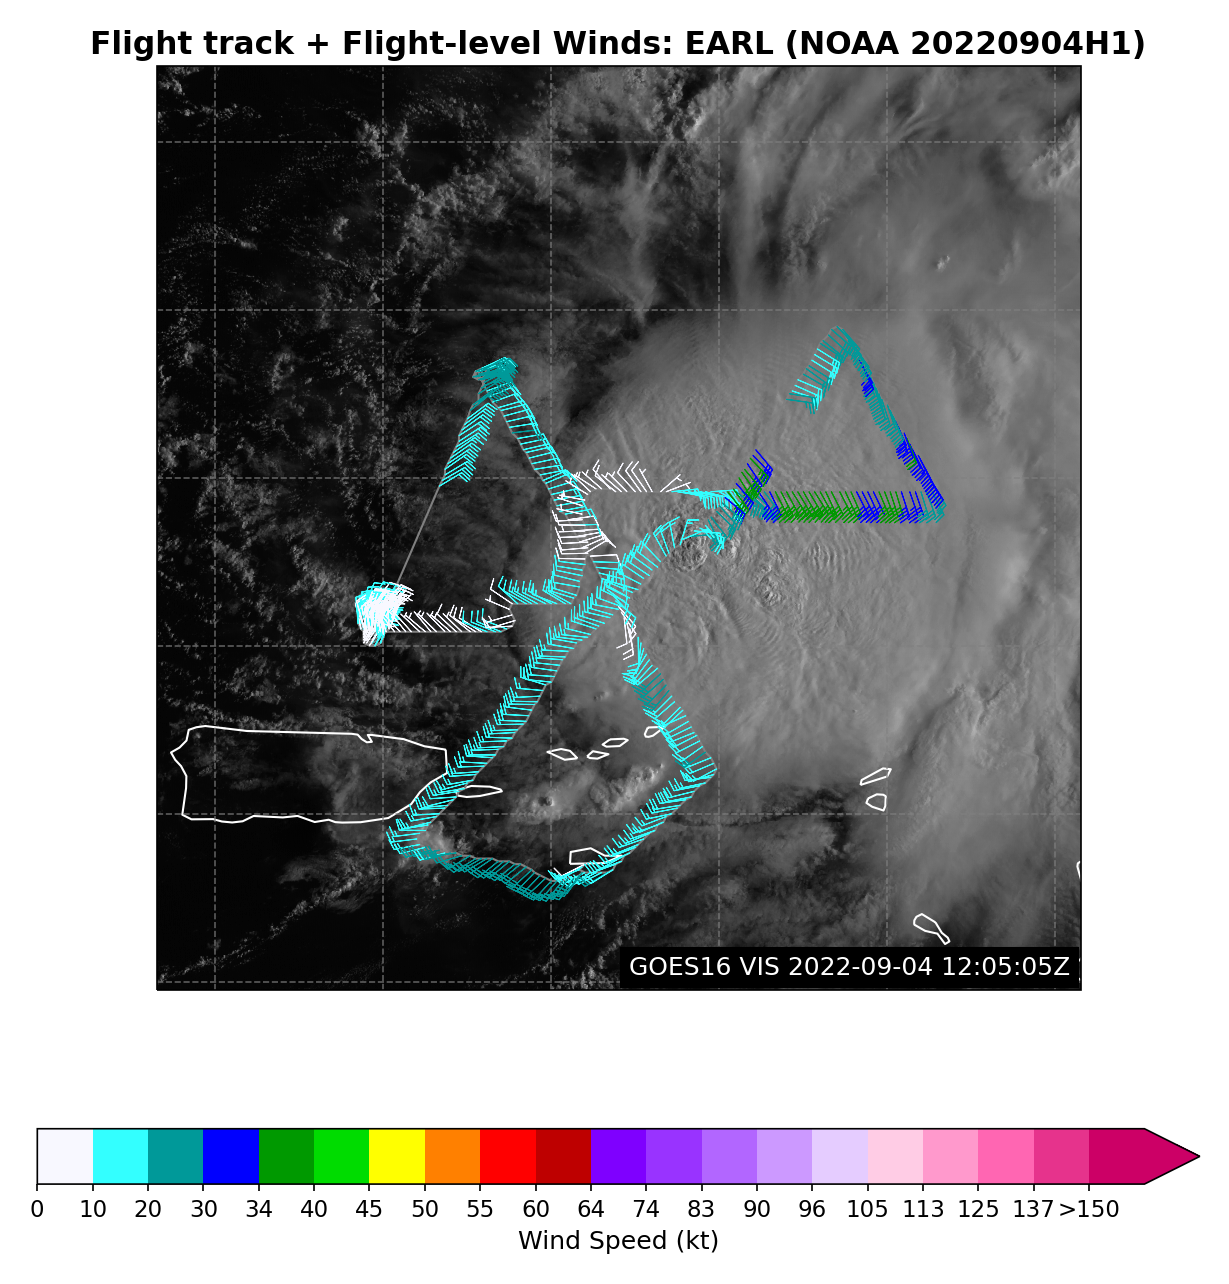 Flight track + Flight-level Winds: EARL (NOAA 20220904H1)
GOES16 VIS 2022-09-04 12:05:05Z
0 10 20 30 34 40 45 50 55 60 64 74 83 90 96 105 113 125 137 >150
Wind Speed (kt)